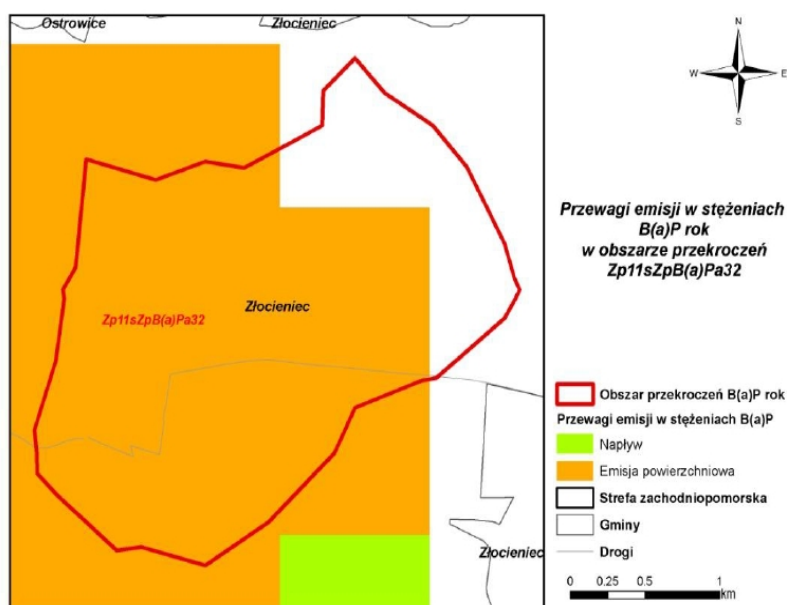 Ostrowice
Złocieniec
N
W
E
S
Przewagi emisji w stężeniach
B(a)P rok
w obszarze przekroczeń
Zp11sZpB(a)Pa32
Złocieniec
Zp11sZpB(a)Pa32
Obszar przekroczeń B(a)P rok
Przewagi emisji w stężeniach B(a)P
Napływ
Emisja powierzchniowa
Strefa zachodniopomorska
Gminy
Złocieniec
Drogi
0 0,25 0,5 1
km